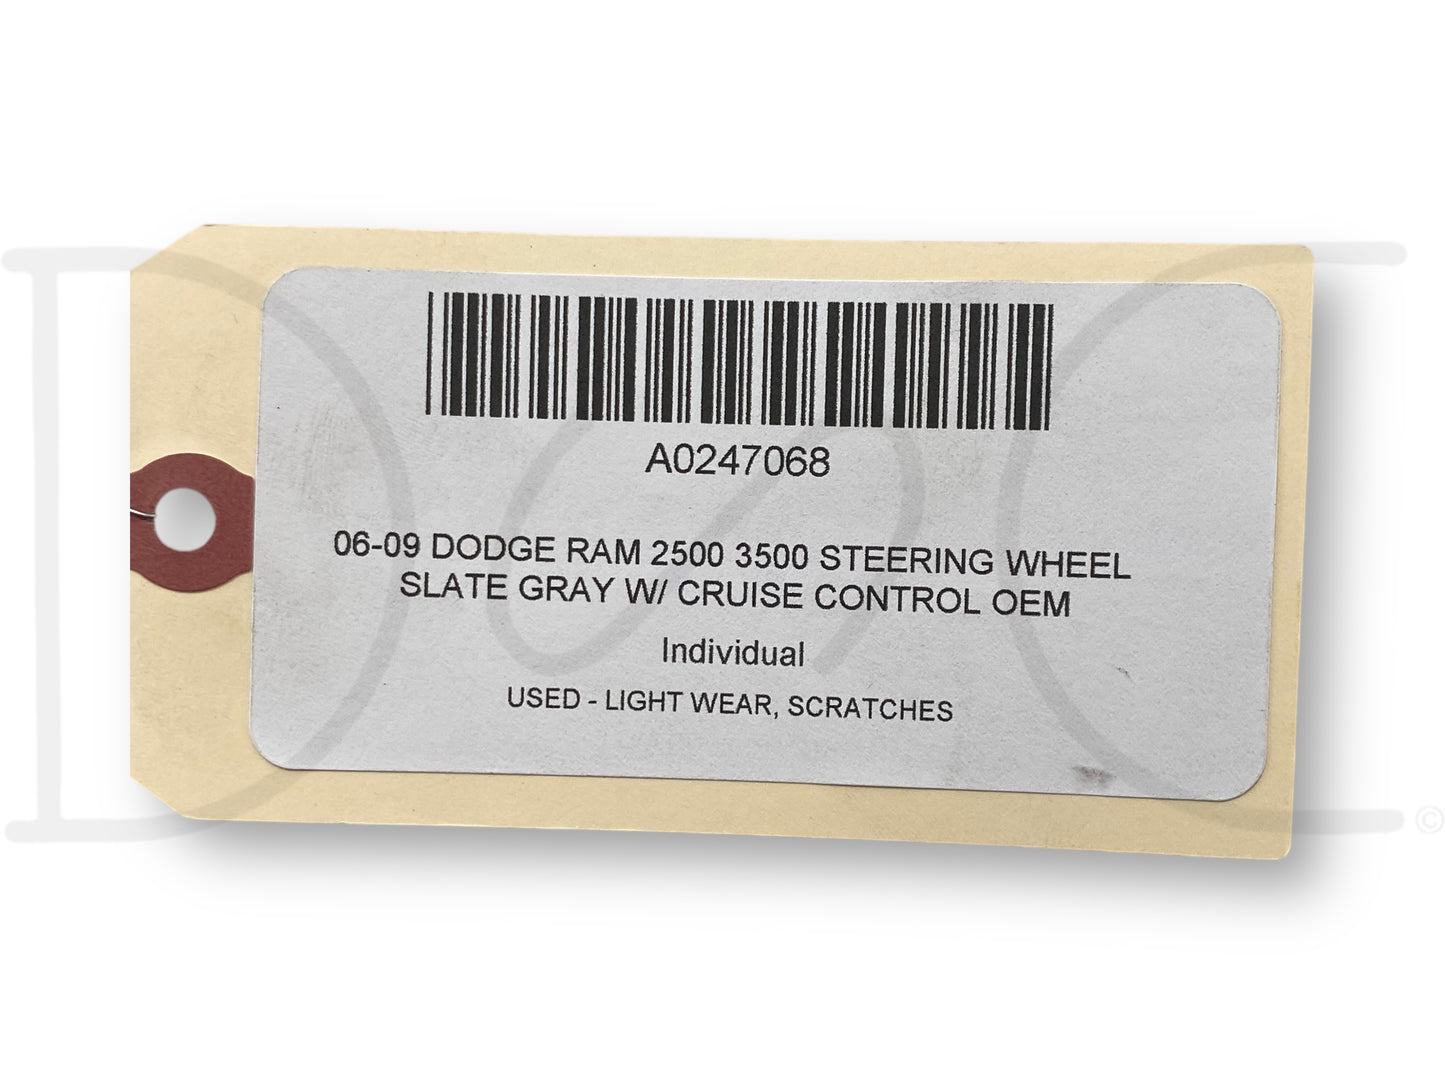 A0247068
06-09 DODGE RAM 2500 3500 STEERING WHEEL
SLATE GRAY W/ CRUISE CONTROL OEM
Individual
USED - LIGHT WEAR, SCRATCHES
©